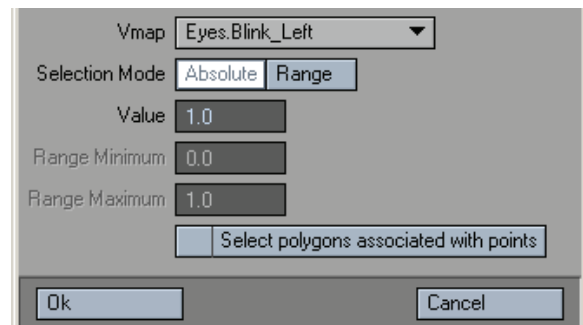 Vmap Eyes.Blink_Left
Selection Mode Absolute Range
Value 1.0
Range Minimum 0.0
Range Maximum 1.0
Select polygons associated with points
Ok Cancel